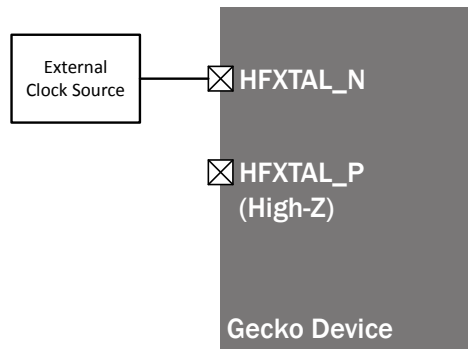 External
Clock Source
HFXTAL_N
HFXTAL_P
(High-Z)
Gecko Device